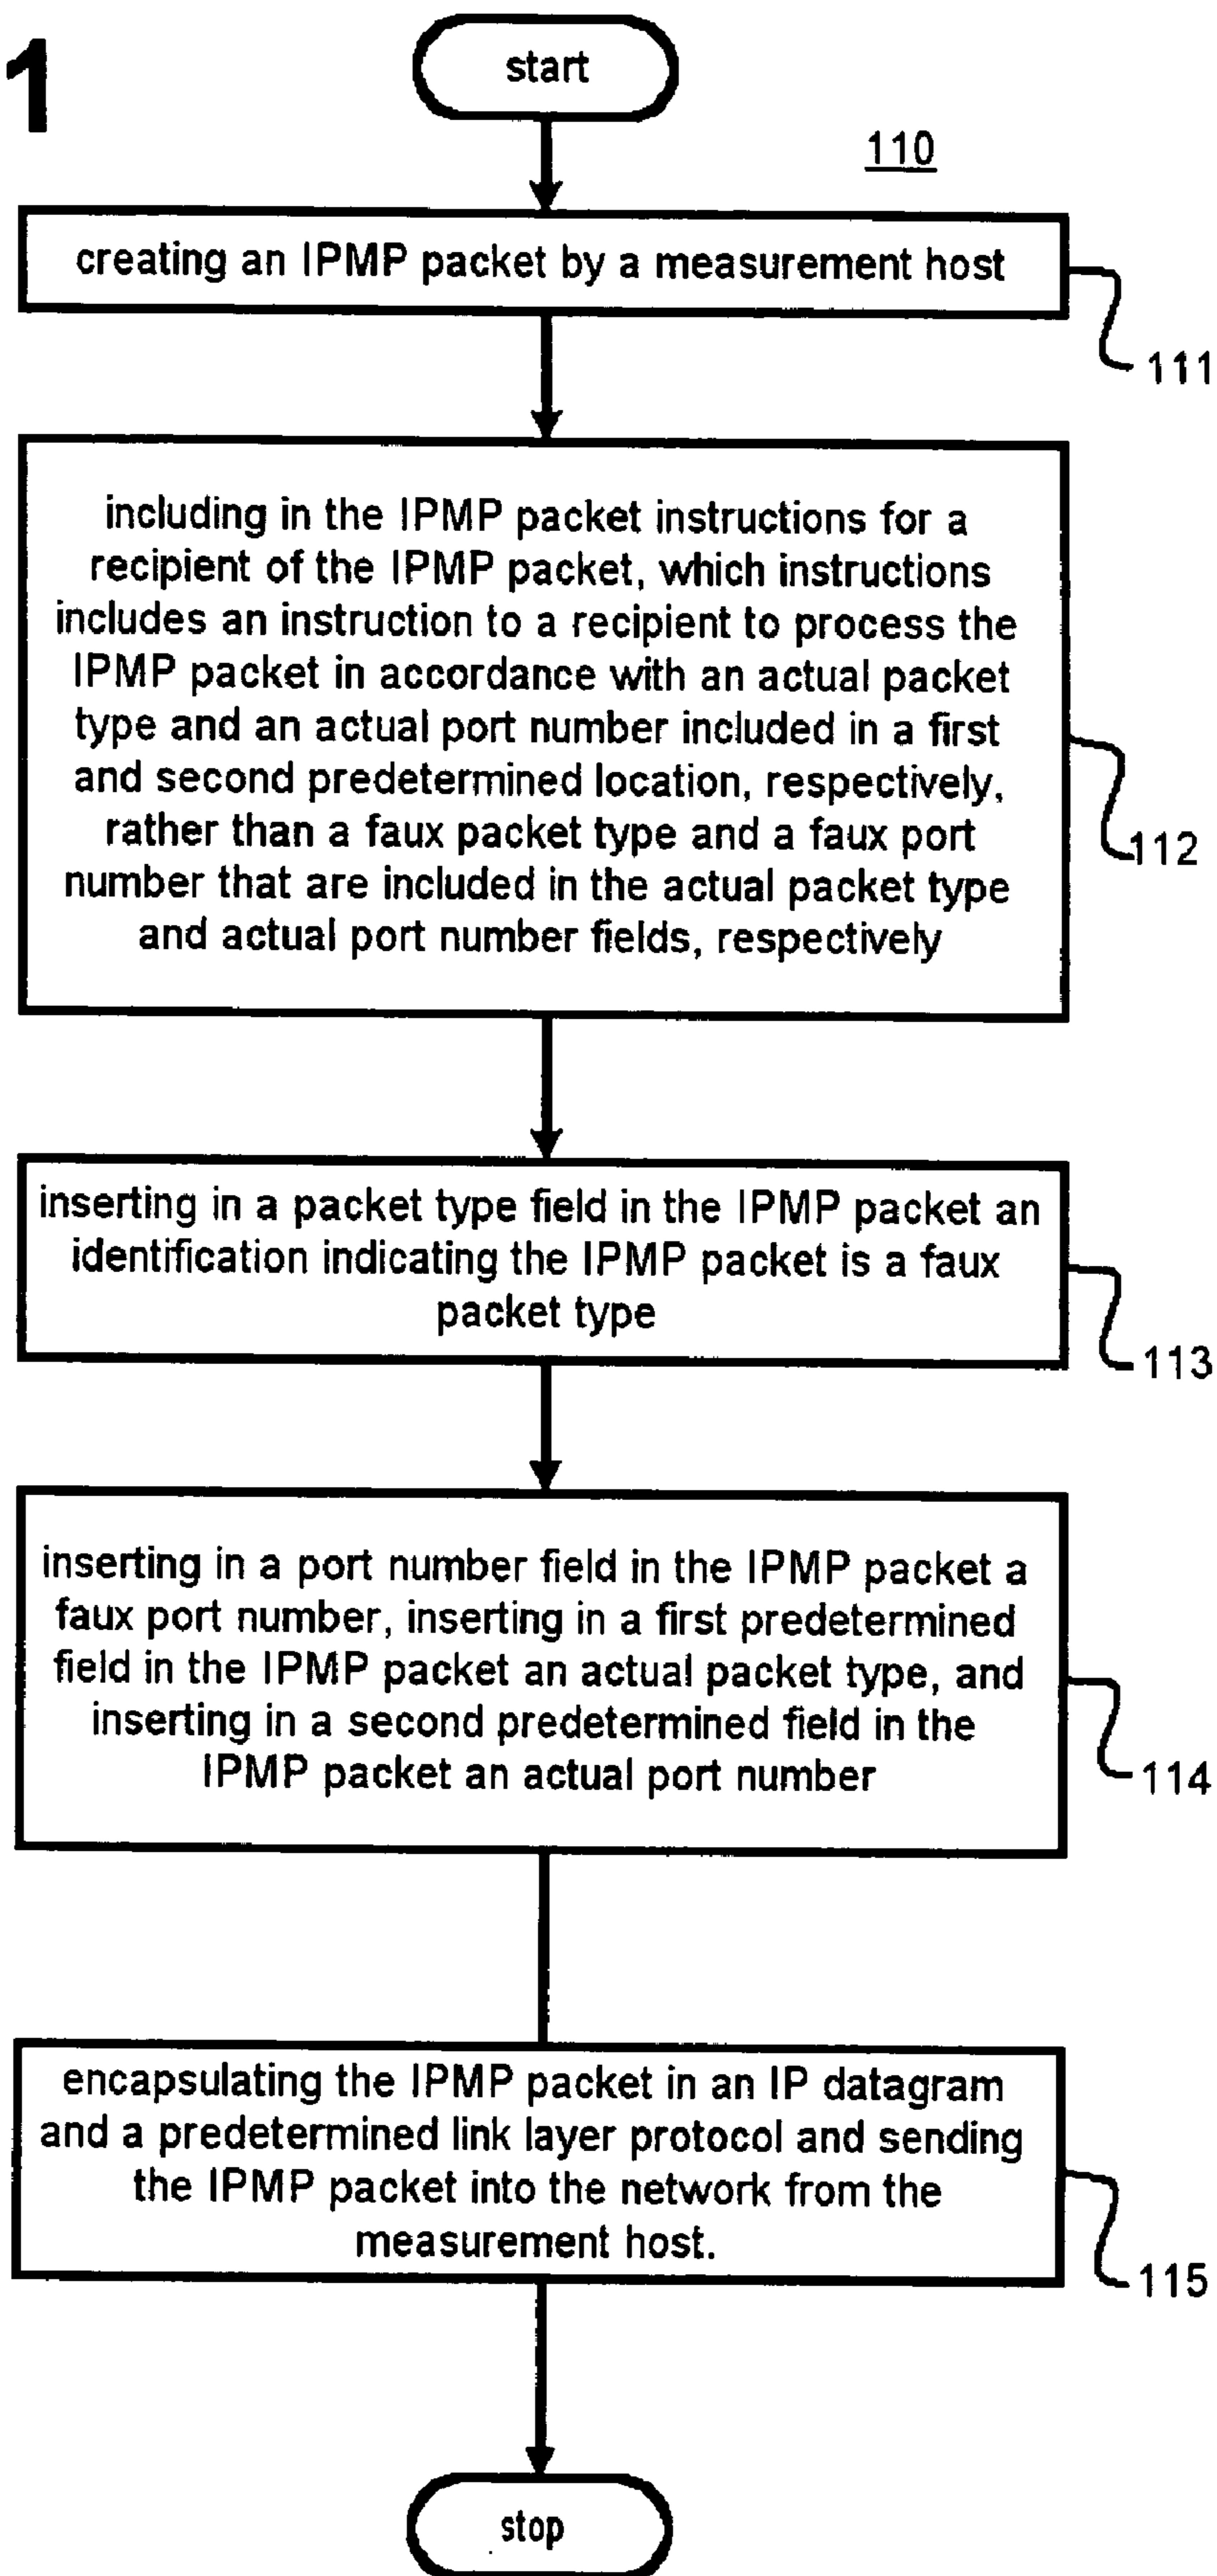 1
start
110
creating an IPMP packet by a measurement host
111
including in the IPMP packet instructions for a
recipient of the IPMP packet, which instructions
includes an instruction to a recipient to process the
IPMP packet in accordance with an actual packet
type and an actual port number included in a first
and second predetermined location, respectively,
rather than a faux packet type and a faux port
number that are included in the actual packet type
and actual port number fields, respectively
112
inserting in a packet type field in the IPMP packet an
identification indicating the IPMP packet is a faux
packet type
113
inserting in a port number field in the IPMP packet a
faux port number, inserting in a first predetermined
field in the IPMP packet an actual packet type, and
inserting in a second predetermined field in the
IPMP packet an actual port number
114
encapsulating the IPMP packet in an IP datagram
and a predetermined link layer protocol and sending
the IPMP packet into the network from the
measurement host.
115
stop